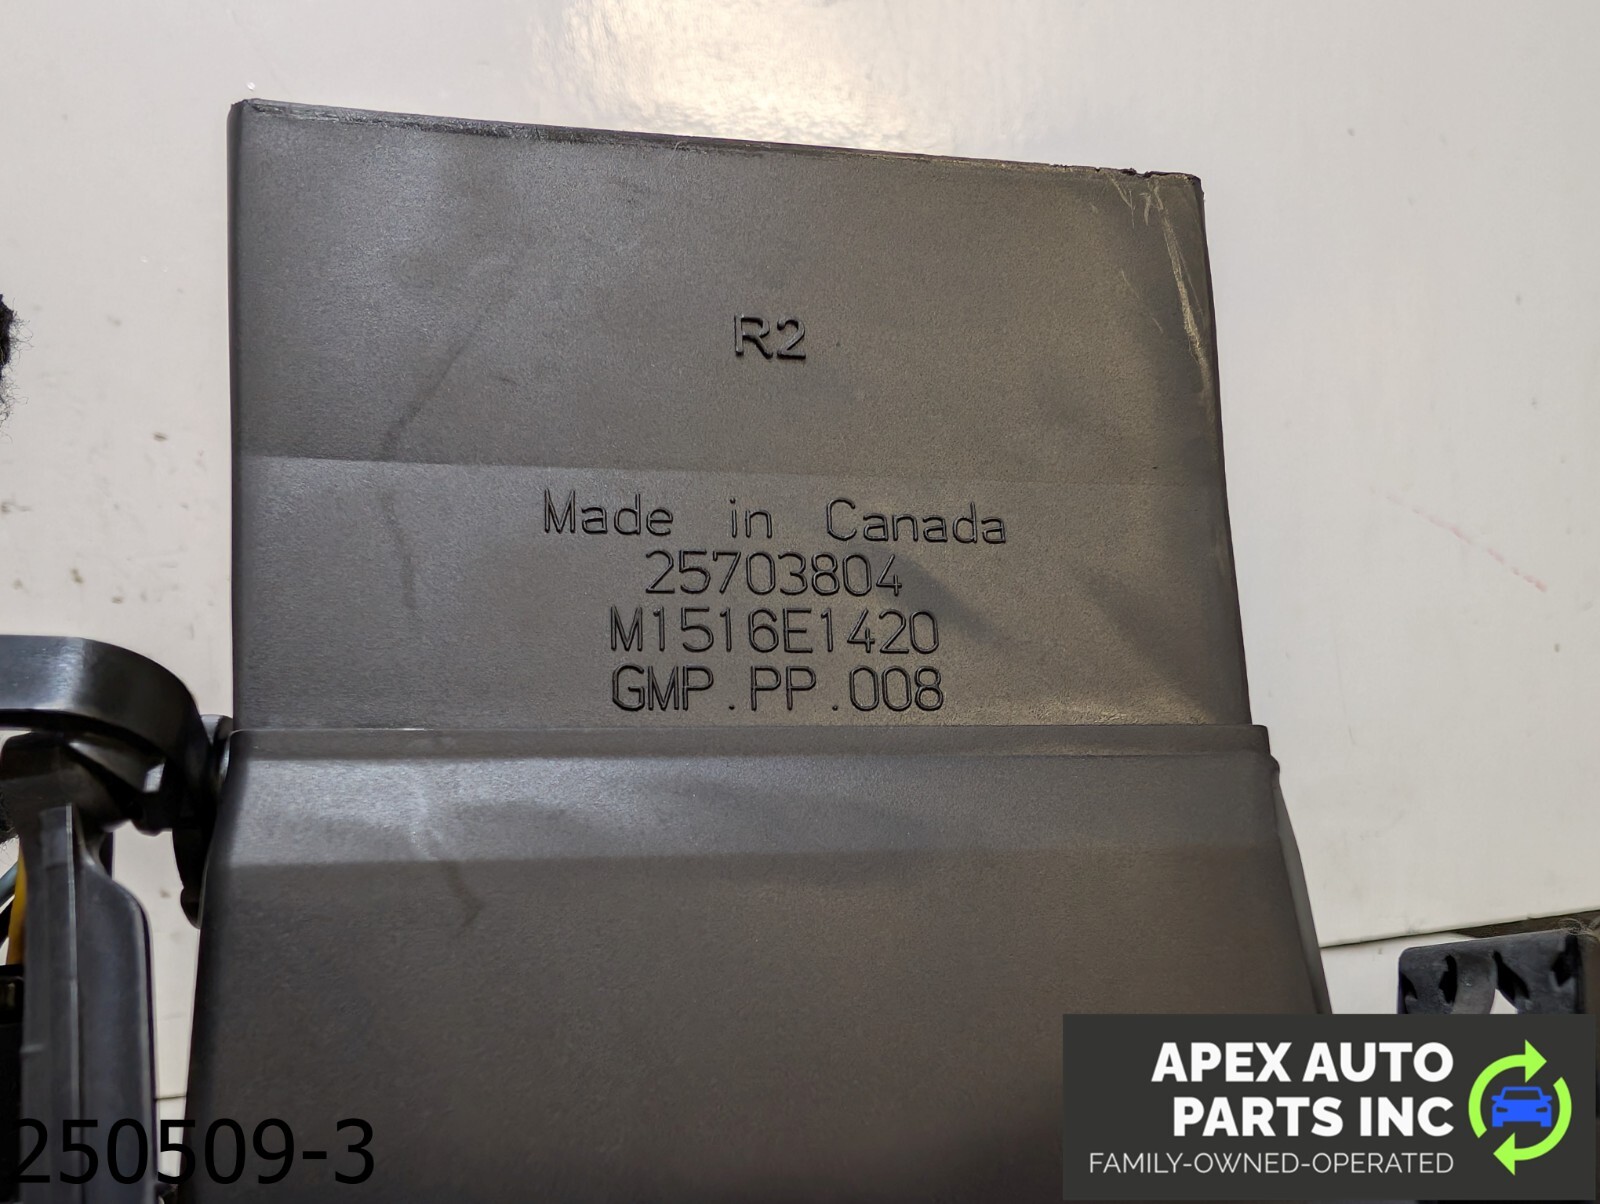 R2
Made in Canada
25703804
M1516E1420
GMP.PP.008
250509-3
APEX AUTO
PARTS INC
FAMILY-OWNED-OPERATED